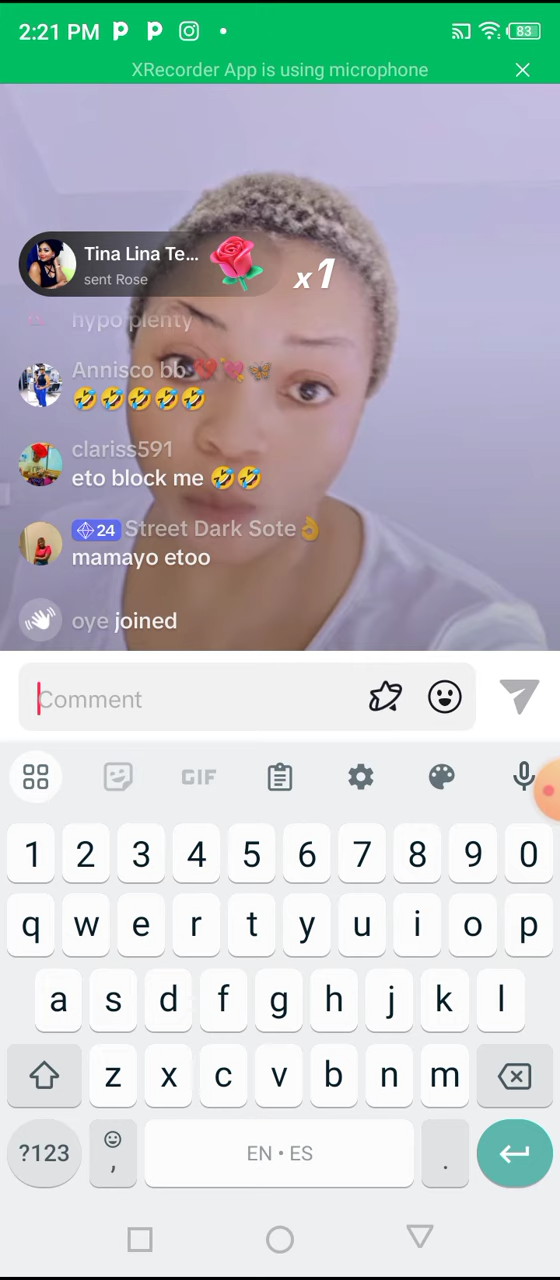 2:21 PM
83
XRecorder App is using microphone
Tina Lina Te...
sent Rose
x1
hypo plenty
Annisco bb❤️💘🦋
🤣🤣🤣🤣🤣
clariss591
eto block me 🤣🤣
24 Street Dark Sote👌
mamayo etoo
oye joined
Comment
GIF
1 2 3 4 5 6 7 8 9 0
q w e r t y u i o p
a s d f g h j k l
z x c v b n m
?123 , EN • ES .